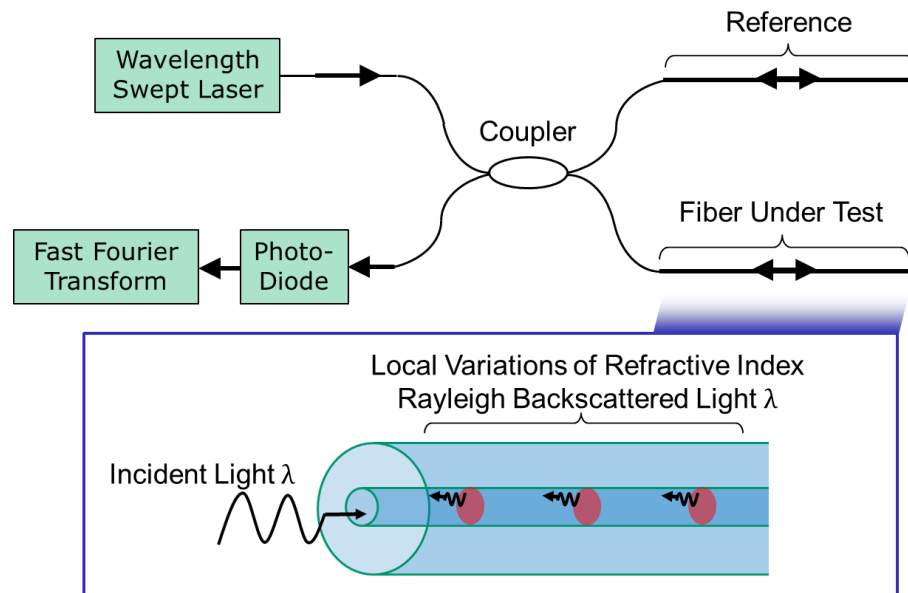 Reference
Wavelength
Swept Laser
Coupler
Fiber Under Test
Fast Fourier
Transform
Photo-
Diode
Local Variations of Refractive Index
Rayleigh Backscattered Light λ
Incident Light λ